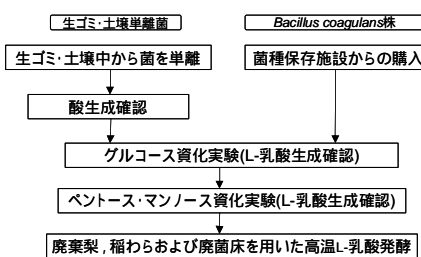 生ゴミ・土壌単離菌
Bacillus coagulans株
生ゴミ・土壌中から菌を単離
菌種保存施設からの購入
酸生成確認
グルコース資化実験(L-乳酸生成確認)
ペントース・マンノース資化実験(L-乳酸生成確認)
廃棄梨，稲わらおよび廃菌床を用いた高温L-乳酸発酵